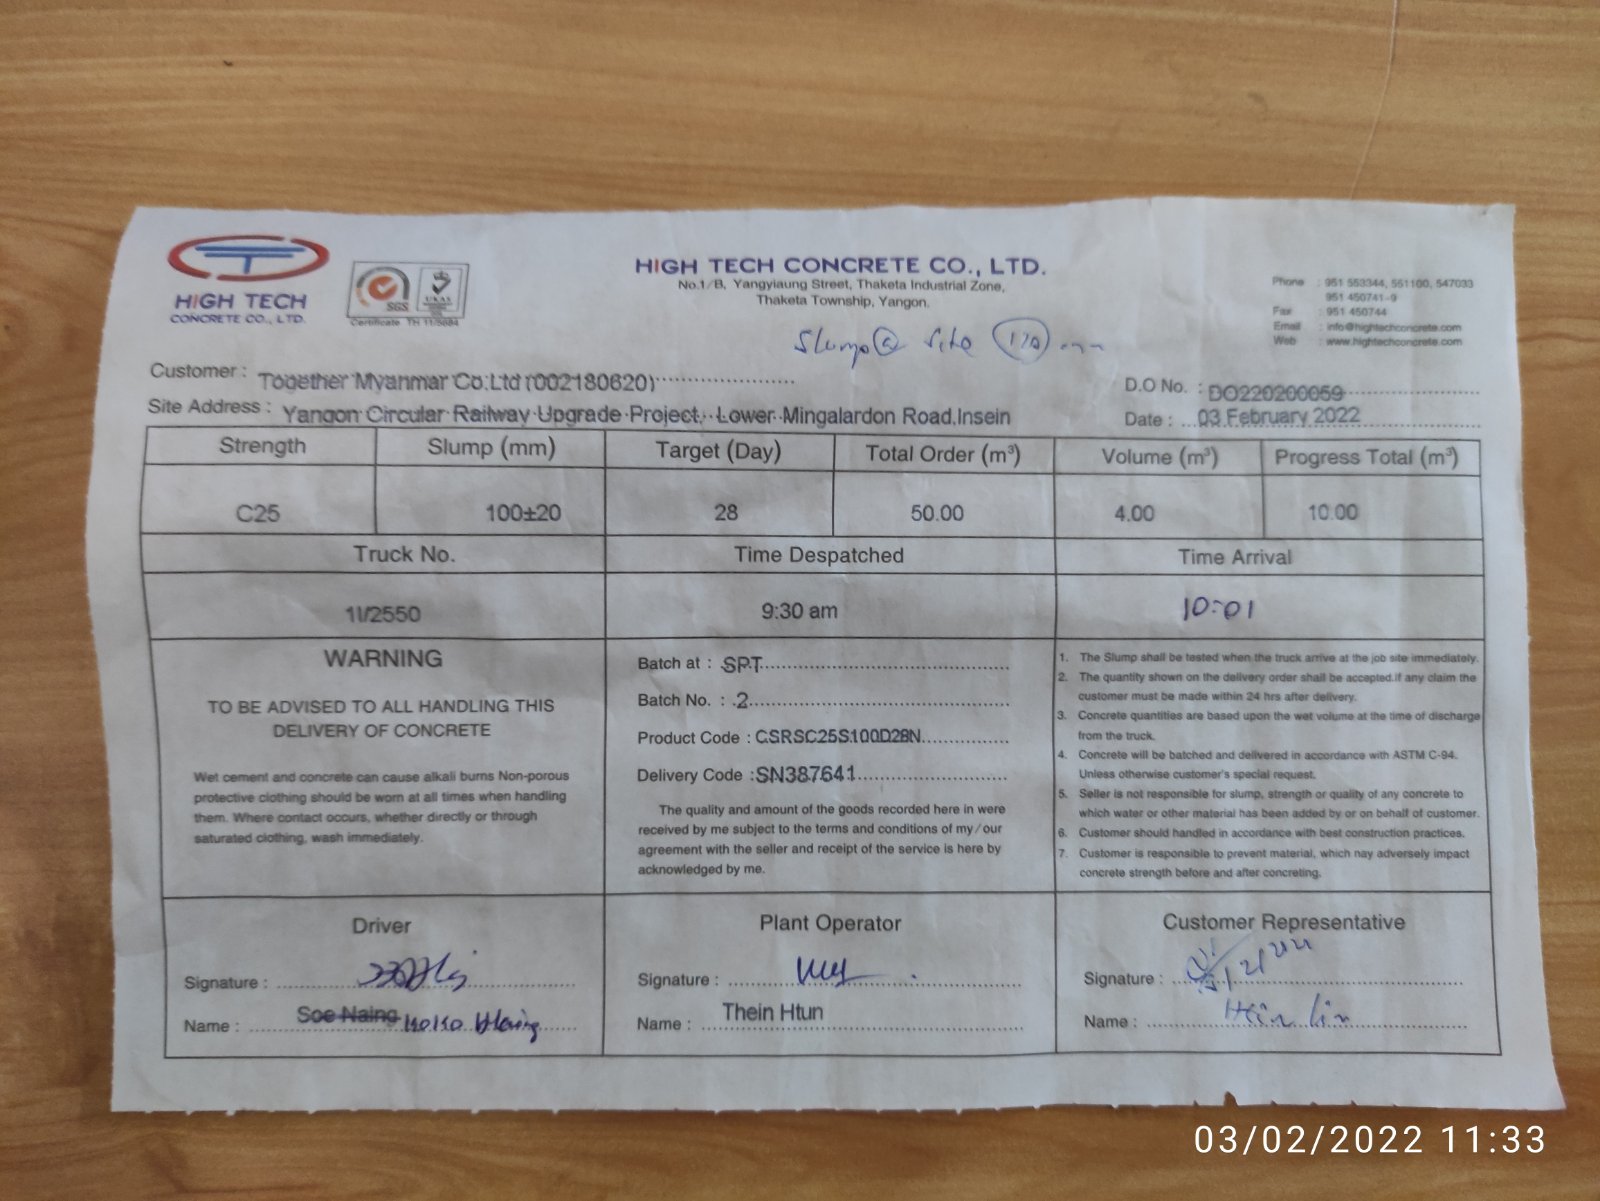 HIGH TECH
CONCRETE CO., LTD.
SGS
UKAS
Certificate TH 11/5684
HIGH TECH CONCRETE CO., LTD.
No.1/B, Yangyiaung Street, Thaketa Industrial Zone,
Thaketa Township, Yangon.
Phone : 951 553344, 551100, 547033
951 450741-9
Fax : 951 450744
Email : info@hightechconcrete.com
Web : www.hightechconcrete.com
Slump @ Site 120 mm
Customer : Together Myanmar Co:Ltd (002180620)
D.O No. : DO220200059
Site Address : Yangon Circular Railway Upgrade Project, Lower Mingalardon Road,Insein
Date : 03 February 2022
Strength Slump (mm) Target (Day) Total Order (m³) Volume (m³) Progress Total (m³)
C25 100±20 28 50.00 4.00 10.00
Truck No. Time Despatched Time Arrival
1I/2550 9:30 am 10:01
WARNING
TO BE ADVISED TO ALL HANDLING THIS
DELIVERY OF CONCRETE
Wet cement and concrete can cause alkali burns Non-porous
protective clothing should be worn at all times when handling
them. Where contact occurs, whether directly or through
saturated clothing, wash immediately.
Batch at : SPT
Batch No. : 2
Product Code : CSRSC25S100D28N
Delivery Code : SN387641
The quality and amount of the goods recorded here in were
received by me subject to the terms and conditions of my/our
agreement with the seller and receipt of the service is here by
acknowledged by me.
1. The Slump shall be tested when the truck arrive at the job site immediately.
2. The quantity shown on the delivery order shall be accepted.if any claim the
customer must be made within 24 hrs after delivery.
3. Concrete quantities are based upon the wet volume at the time of discharge
from the truck.
4. Concrete will be batched and delivered in accordance with ASTM C-94.
Unless otherwise customer's special request.
5. Seller is not responsible for slump, strength or quality of any concrete to
which water or other material has been added by or on behalf of customer.
6. Customer should handled in accordance with best construction practices.
7. Customer is responsible to prevent material, which nay adversely impact
concrete strength before and after concreting.
Driver
Signature :
Name : Soe Naing Ko Ko Hlaing
Plant Operator
Signature :
Name : Thein Htun
Customer Representative
Signature : 3/2/2022
Name : Hein Lin
03/02/2022 11:33